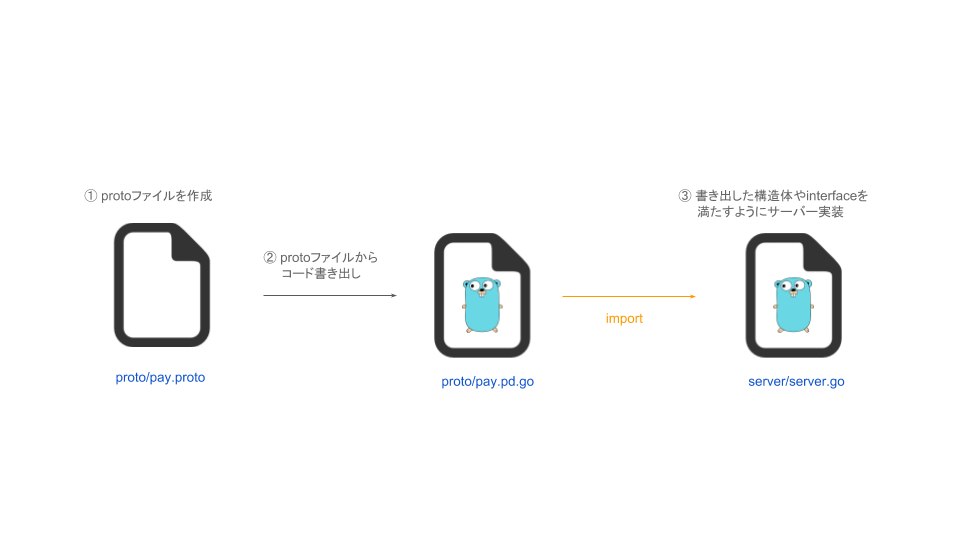 ① protoファイルを作成
② protoファイルから
コード書き出し
③ 書き出した構造体やinterfaceを
満たすようにサーバー実装
import
proto/pay.proto
proto/pay.pd.go
server/server.go